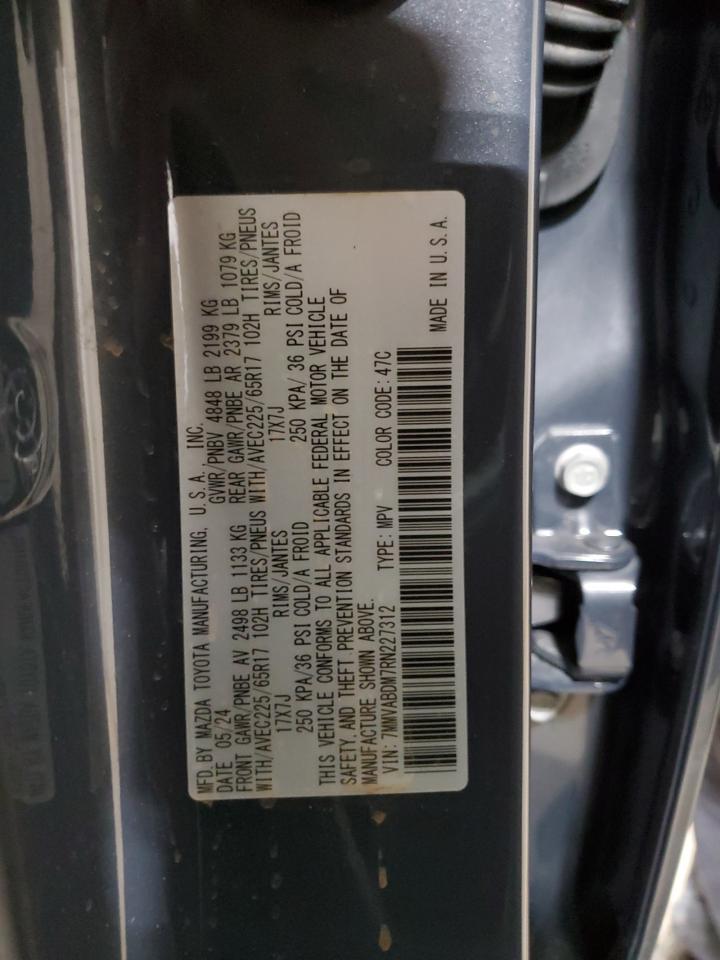 MFD. BY MAZDA TOYOTA MANUFACTURING, U.S.A., INC.
DATE 05/24 GVWR/PNBV 4848 LB 2199 KG
FRONT GAWR/PNBE AV 2498 LB 1133 KG REAR GAWR/PNBE AR 2379 LB 1079 KG
WITH/AVEC225/65R17 102H TIRES/PNEUS WITH/AVEC225/65R17 102H TIRES/PNEUS
17X7J RIMS/JANTES 17X7J RIMS/JANTES
250 KPA/36 PSI COLD/A FROID 250 KPA/ 36 PSI COLD/A FROID
THIS VEHICLE CONFORMS TO ALL APPLICABLE FEDERAL MOTOR VEHICLE
SAFETY, AND THEFT PREVENTION STANDARDS IN EFFECT ON THE DATE OF
MANUFACTURE SHOWN ABOVE.
VIN: 7MMVABDM7RN227312 TYPE: MPV COLOR CODE: 47C
MADE IN U.S.A.